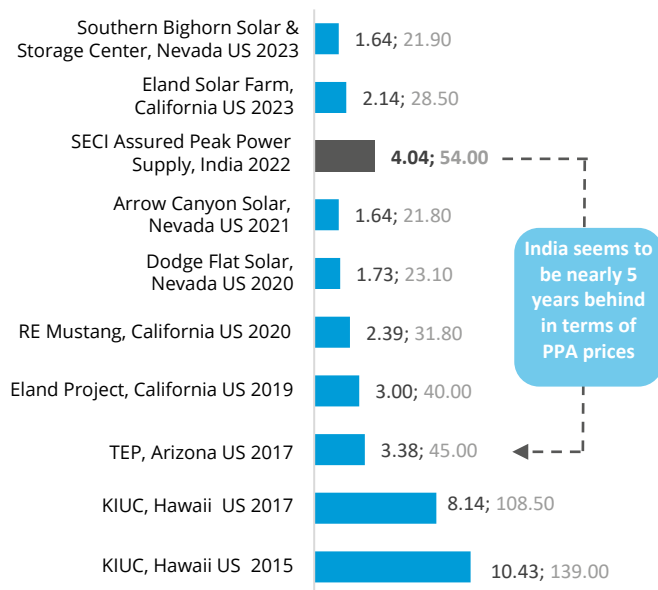 Southern Bighorn Solar &
Storage Center, Nevada US 2023
1.64; 21.90
Eland Solar Farm,
California US 2023
2.14; 28.50
SECI Assured Peak Power
Supply, India 2022
4.04; 54.00
Arrow Canyon Solar,
Nevada US 2021
1.64; 21.80
Dodge Flat Solar,
Nevada US 2020
1.73; 23.10
India seems to
be nearly 5
years behind
in terms of
PPA prices
RE Mustang, California US 2020
2.39; 31.80
Eland Project, California US 2019
3.00; 40.00
TEP, Arizona US 2017
3.38; 45.00
KIUC, Hawaii US 2017
8.14; 108.50
KIUC, Hawaii US 2015
10.43; 139.00